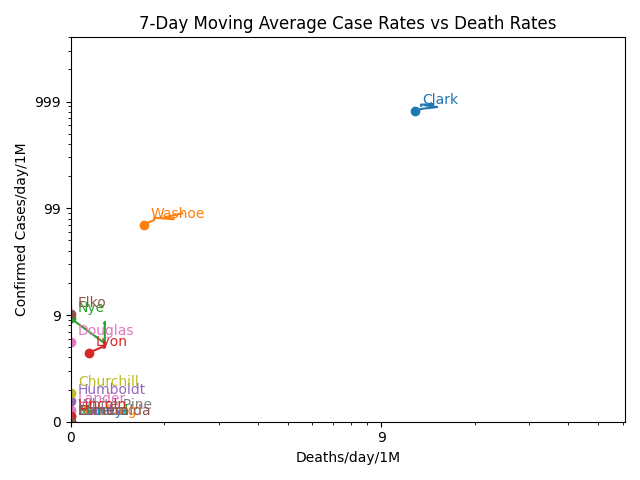 7-Day Moving Average Case Rates vs Death Rates
Confirmed Cases/day/1M
999
99
9
0
Clark
Washoe
Elko
Nye
Douglas
Lyon
Churchill
Humboldt
Lander
0
9
Deaths/day/1M